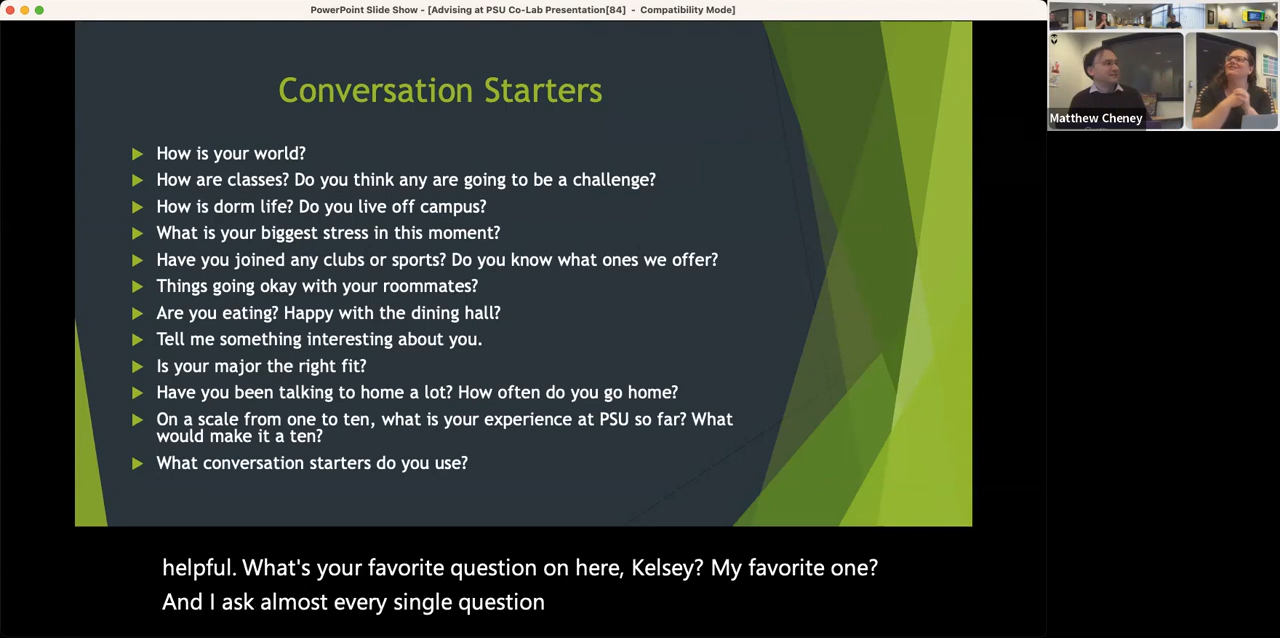 PowerPoint Slide Show - [Advising at PSU Co-Lab Presentation[84] - Compatibility Mode]
Conversation Starters
How is your world?
How are classes? Do you think any are going to be a challenge?
How is dorm life? Do you live off campus?
What is your biggest stress in this moment?
Have you joined any clubs or sports? Do you know what ones we offer?
Things going okay with your roommates?
Are you eating? Happy with the dining hall?
Tell me something interesting about you.
Is your major the right fit?
Have you been talking to home a lot? How often do you go home?
On a scale from one to ten, what is your experience at PSU so far? What
would make it a ten?
What conversation starters do you use?
Matthew Cheney
helpful. What's your favorite question on here, Kelsey? My favorite one?
And I ask almost every single question